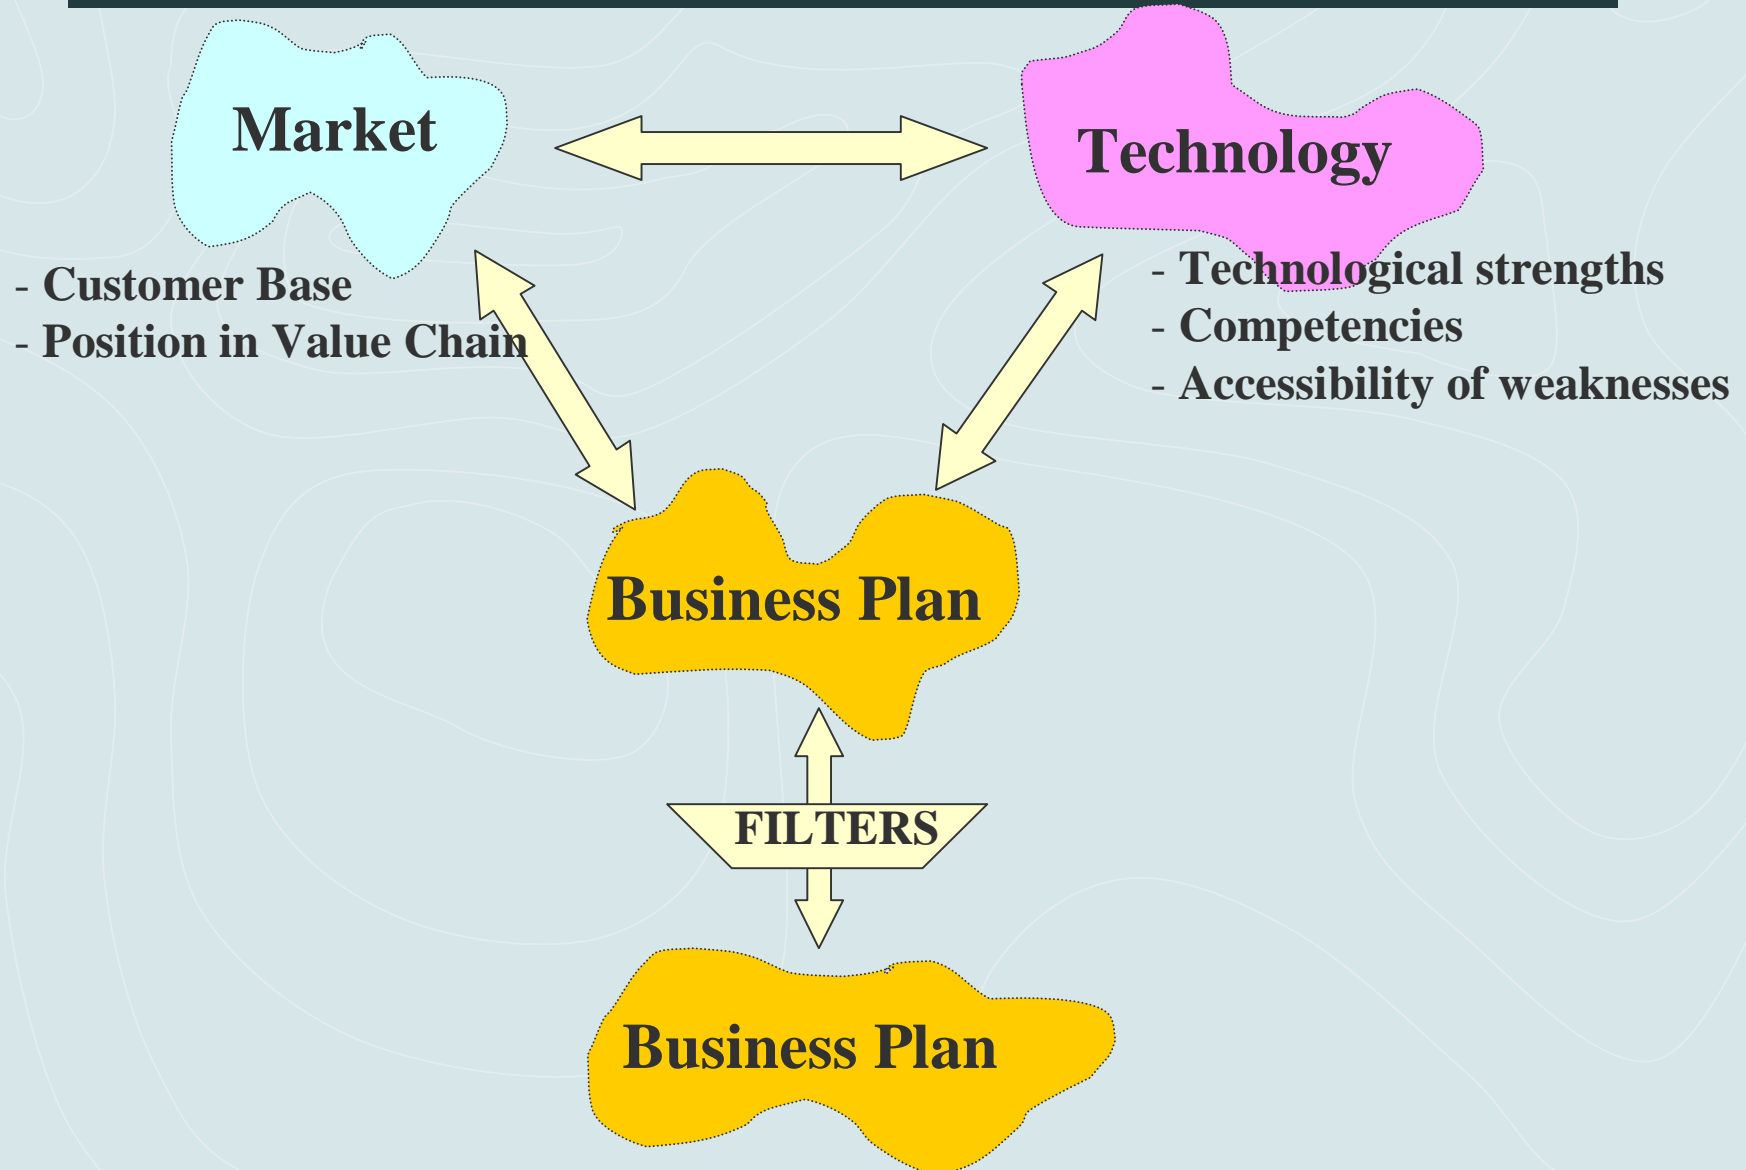 Market
Technology
- Customer Base
- Position in Value Chain
- Technological strengths
- Competencies
- Accessibility of weaknesses
Business Plan
FILTERS
Business Plan